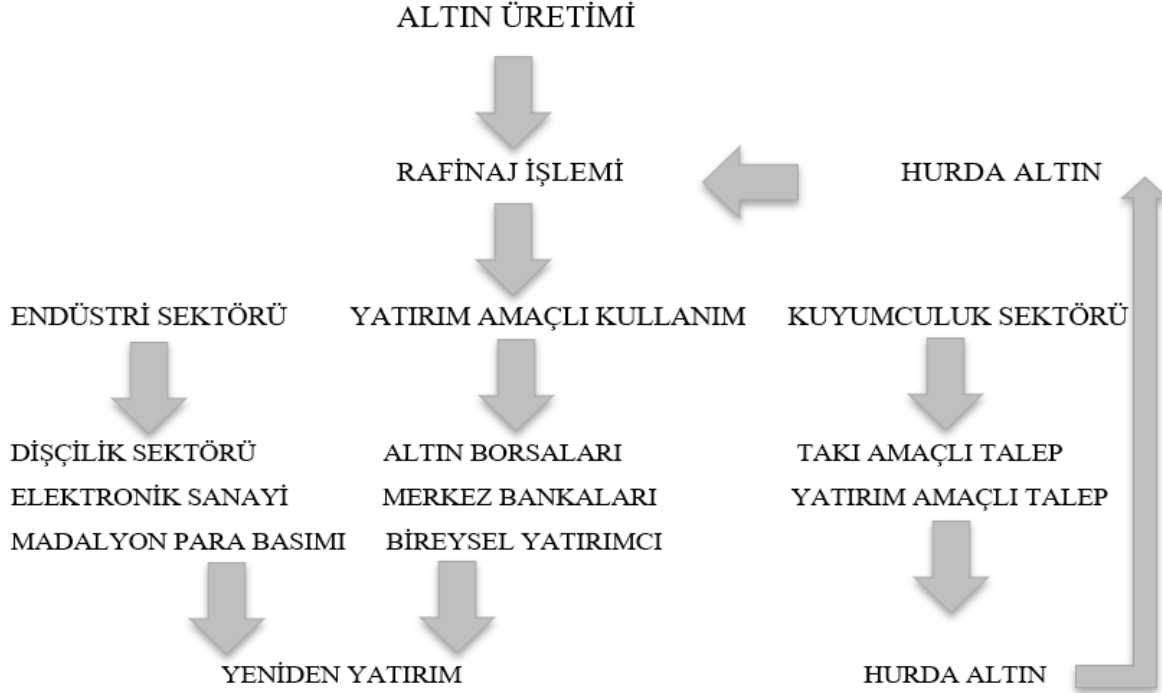 ALTIN ÜRETİMİ
RAFİNAJ İŞLEMİ
HURDA ALTIN
ENDÜSTRİ SEKTÖRÜ
YATIRIM AMAÇLI KULLANIM
KUYUMCULUK SEKTÖRÜ
DİŞÇİLİK SEKTÖRÜ
ELEKTRONİK SANAYİ
MADALYON PARA BASIMI
ALTIN BORSALARI
MERKEZ BANKALARI
BİREYSEL YATIRIMCI
TAKI AMAÇLI TALEP
YATIRIM AMAÇLI TALEP
YENİDEN YATIRIM
HURDA ALTIN